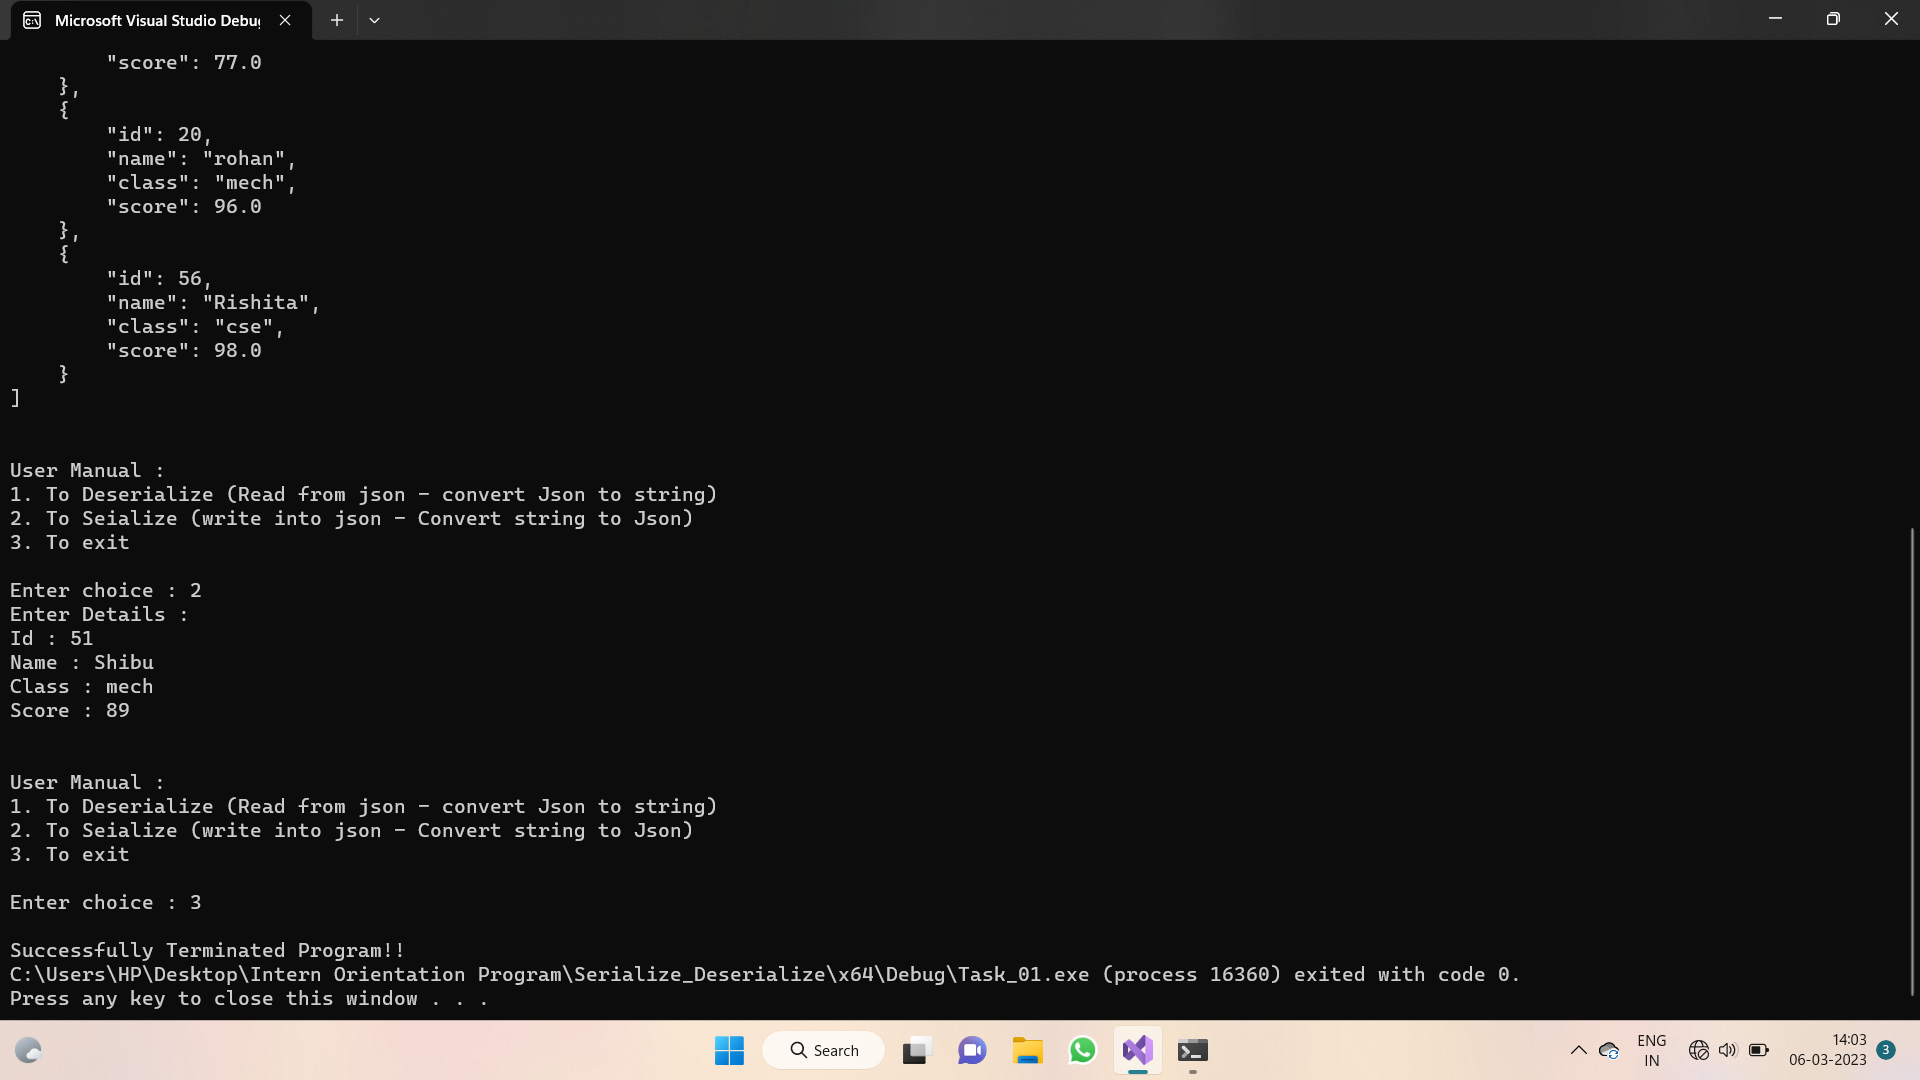 Microsoft Visual Studio Debu
        "score": 77.0
    },
    {
        "id": 20,
        "name": "rohan",
        "class": "mech",
        "score": 96.0
    },
    {
        "id": 56,
        "name": "Rishita",
        "class": "cse",
        "score": 98.0
    }
]
User Manual :
1. To Deserialize (Read from json - convert Json to string)
2. To Seialize (write into json - Convert string to Json)
3. To exit
Enter choice : 2
Enter Details :
Id : 51
Name : Shibu
Class : mech
Score : 89
User Manual :
1. To Deserialize (Read from json - convert Json to string)
2. To Seialize (write into json - Convert string to Json)
3. To exit
Enter choice : 3
Successfully Terminated Program!!
C:\Users\HP\Desktop\Intern Orientation Program\Serialize_Deserialize\x64\Debug\Task_01.exe (process 16360) exited with code 0.
Press any key to close this window . . .
Search
ENG
IN
14:03
06-03-2023
3